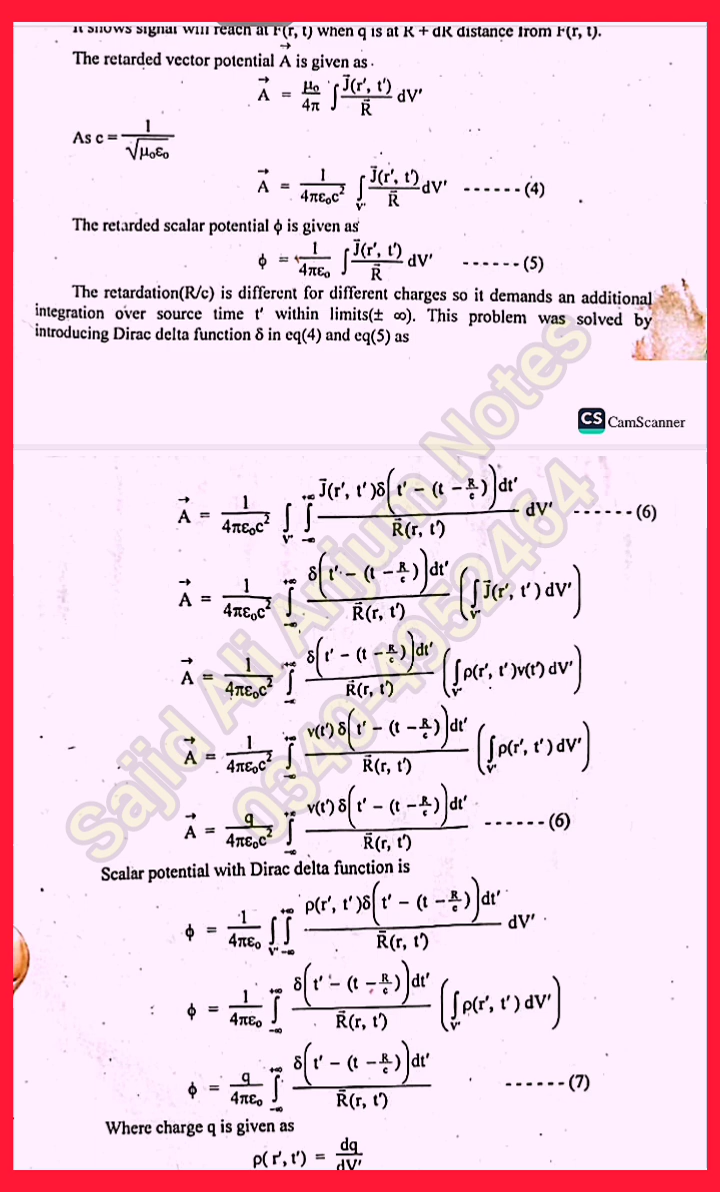 It shows signal will reach at F(r, t) when q is at R + dR distance from F(r, t).
The retarded vector potential A⃗ is given as -
A⃗ = μ₀/4π ∫ J̄(r', t')/R̄ dV'
As c = 1/√μ₀ε₀
A⃗ = 1/4πε₀c² ∫V' J̄(r', t')/R̄ dV' ------ (4)
The retarded scalar potential ϕ is given as
ϕ = 1/4πε₀ ∫ J̄(r', t')/R̄ dV' ------ (5)
The retardation(R/c) is different for different charges so it demands an additional
integration over source time t' within limits(± ∞). This problem was solved by
introducing Dirac delta function δ in eq(4) and eq(5) as
CS CamScanner
A⃗ = 1/4πε₀c² ∫V' ∫−∞+∞ J̄(r', t')δ(t' − (t − R/c))dt'/R̄(r, t') dV' ------ (6)
A⃗ = 1/4πε₀c² ∫−∞+∞ δ(t' − (t − R/c))dt'/R̄(r, t') (∫V' J̄(r', t') dV')
A⃗ = 1/4πε₀c² ∫−∞+∞ δ(t' − (t − R/c))dt'/R̄(r, t') (∫V' ρ(r', t')v(t') dV')
A⃗ = 1/4πε₀c² ∫−∞+∞ v(t') δ(t' − (t − R/c))dt'/R̄(r, t') (∫V' ρ(r', t') dV')
A⃗ = q/4πε₀c² ∫−∞+∞ v(t') δ(t' − (t − R/c))dt'/R̄(r, t') ------ (6)
Scalar potential with Dirac delta function is
ϕ = 1/4πε₀ ∫V' ∫−∞+∞ ρ(r', t')δ(t' − (t − R/c))dt'/R̄(r, t') dV'
ϕ = 1/4πε₀ ∫−∞+∞ δ(t' − (t − R/c))dt'/R̄(r, t') (∫V' ρ(r', t') dV')
ϕ = q/4πε₀ ∫−∞+∞ δ(t' − (t − R/c))dt'/R̄(r, t') ------ (7)
Where charge q is given as
ρ(r', t') = dq/dV'
Sajid Ali Anjum Notes
0340-4952464